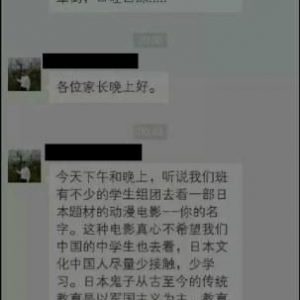 各位家长晚上好。
今天下午和晚上，听说我们班
有不少的学生组团去看一部日
本题材的动漫电影--你的名
字。这种电影真心不希望我们
中国的中学生也去看，日本文
化中国人尽量少接触，少学
习。日本鬼子从古至今的传统
教育是以军国主义为主，教育